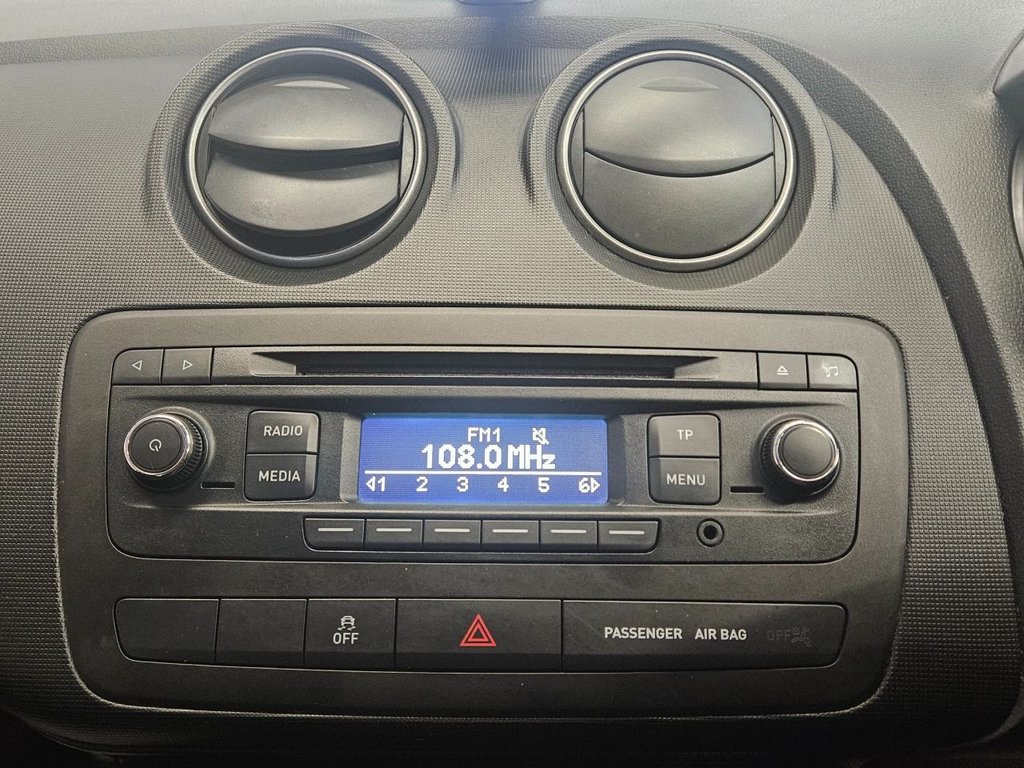 RADIO
MEDIA
FM1
108.0 MHz
1 2 3 4 5 6
TP
MENU
OFF
PASSENGER AIR BAG OFF